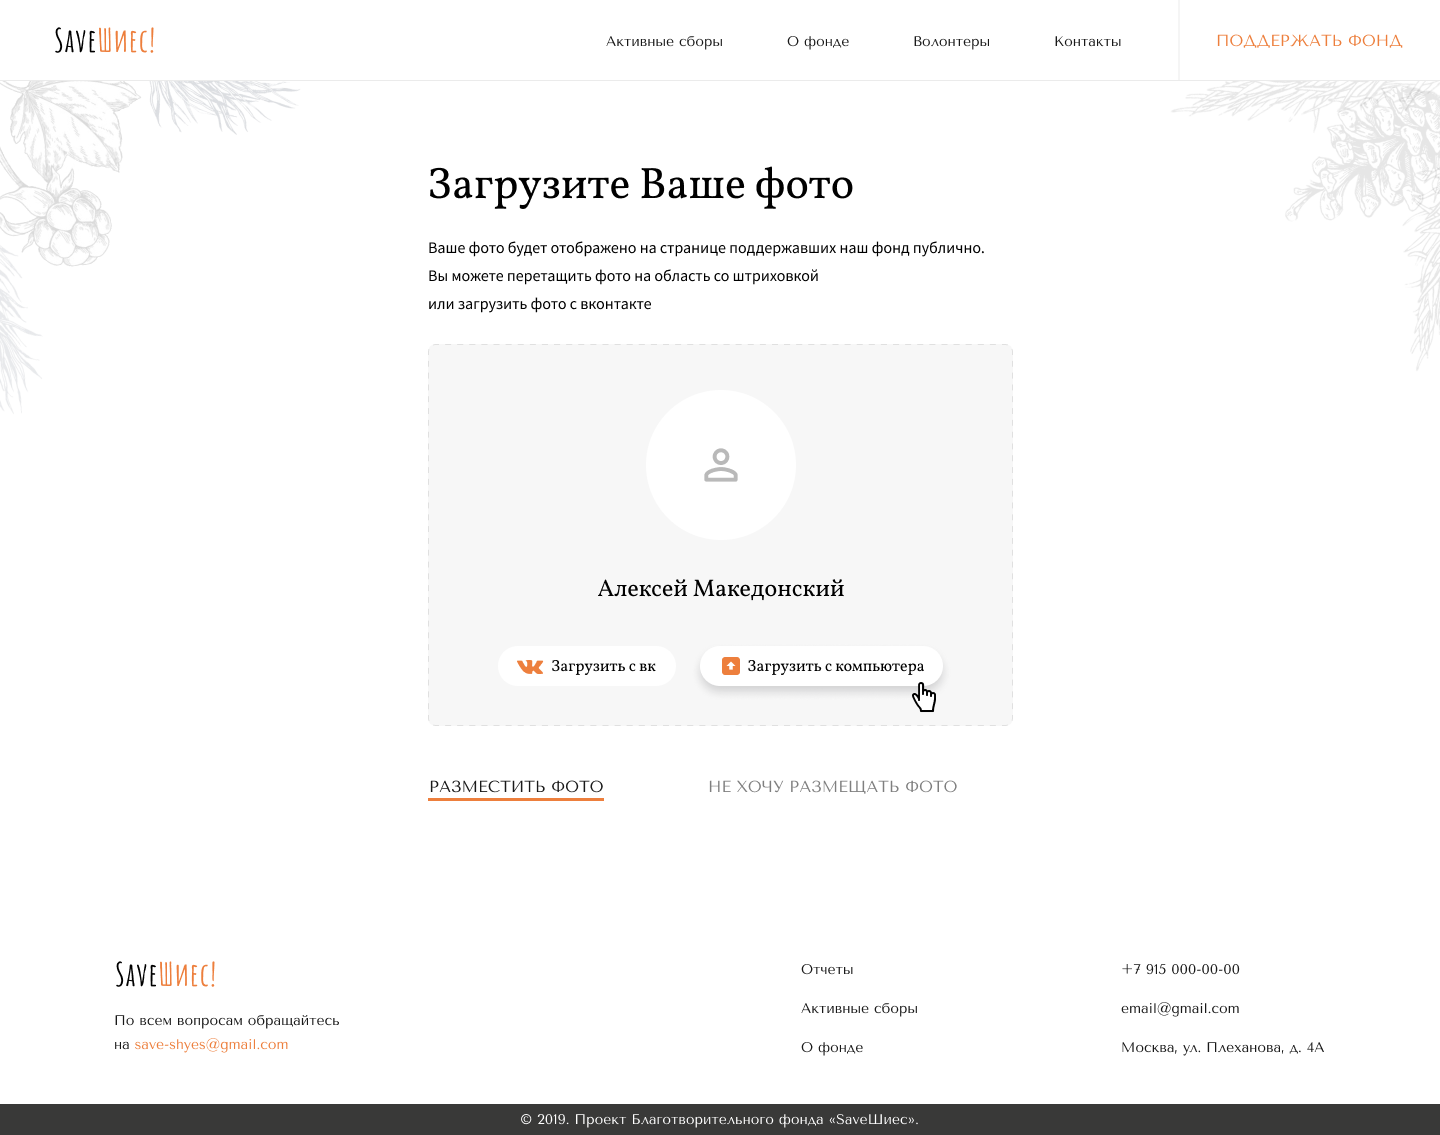 SaveШиес!
Активные сборы
О фонде
Волонтеры
Контакты
ПОДДЕРЖАТЬ ФОНД
Загрузите Ваше фото
Ваше фото будет отображено на странице поддержавших наш фонд публично.
Вы можете перетащить фото на область со штриховкой
или загрузить фото с вконтакте
Алексей Македонский
Загрузить с вк
Загрузить с компьютера
РАЗМЕСТИТЬ ФОТО
НЕ ХОЧУ РАЗМЕЩАТЬ ФОТО
SaveШиес!
По всем вопросам обращайтесь
на save-shyes@gmail.com
Отчеты
Активные сборы
О фонде
+7 915 000-00-00
email@gmail.com
Москва, ул. Плеханова, д. 4А
© 2019. Проект Благотворительного фонда «SaveШиес».